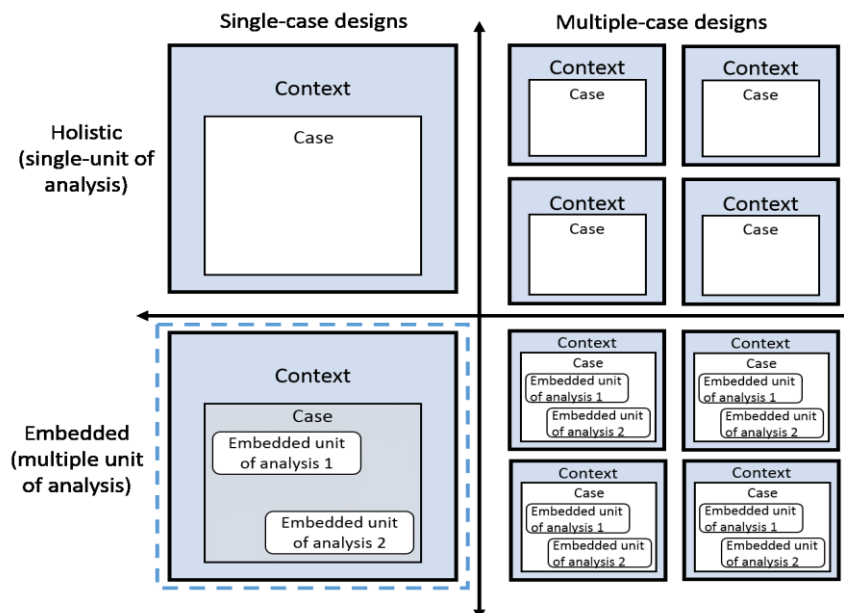 Single-case designs
Multiple-case designs
Holistic
(single-unit of
analysis)
Context
Case
Context
Case
Context
Case
Context
Case
Context
Case
Embedded
(multiple unit
of analysis)
Context
Case
Embedded unit
of analysis 1
Embedded unit
of analysis 2
Context
Case
Embedded unit
of analysis 1
Embedded unit
of analysis 2
Context
Case
Embedded unit
of analysis 1
Embedded unit
of analysis 2
Context
Case
Embedded unit
of analysis 1
Embedded unit
of analysis 2
Context
Case
Embedded unit
of analysis 1
Embedded unit
of analysis 2